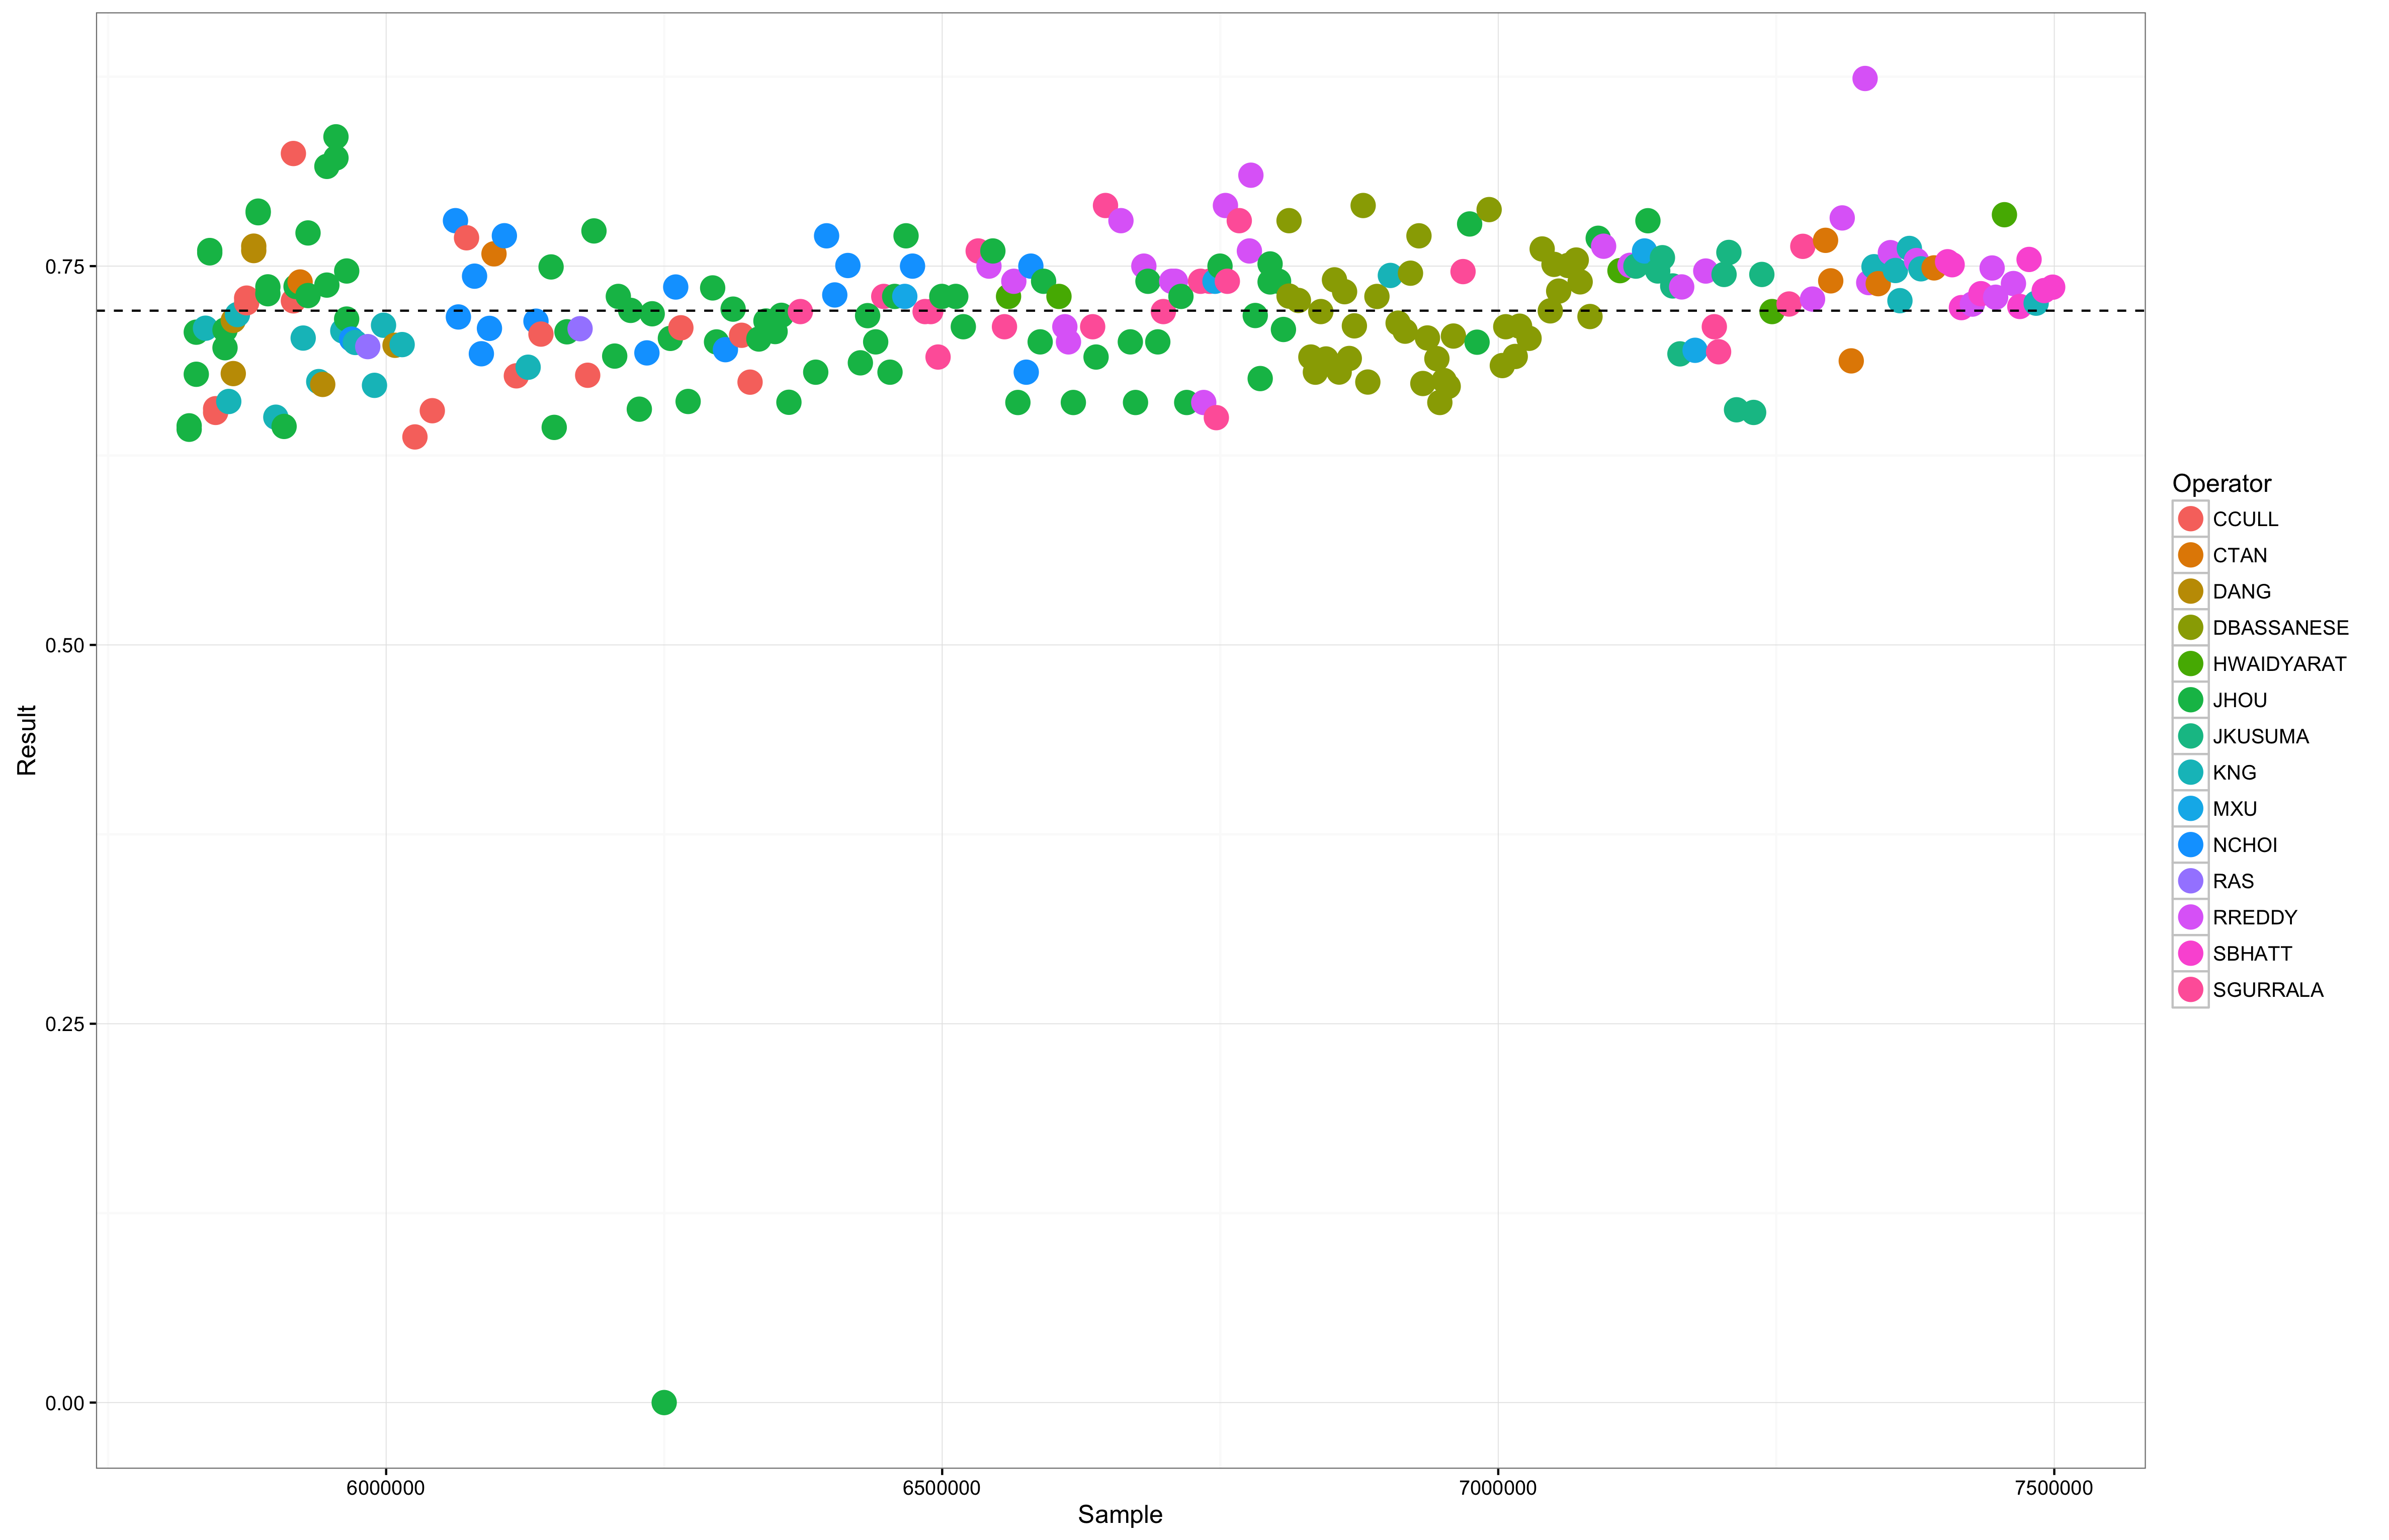 0.75
0.50
0.25
0.00
Result
6000000
6500000
7000000
7500000
Sample
Operator
CCULL
CTAN
DANG
DBASSANESE
HWAIDYARAT
JHOU
JKUSUMA
KNG
MXU
NCHOI
RAS
RREDDY
SBHATT
SGURRALA